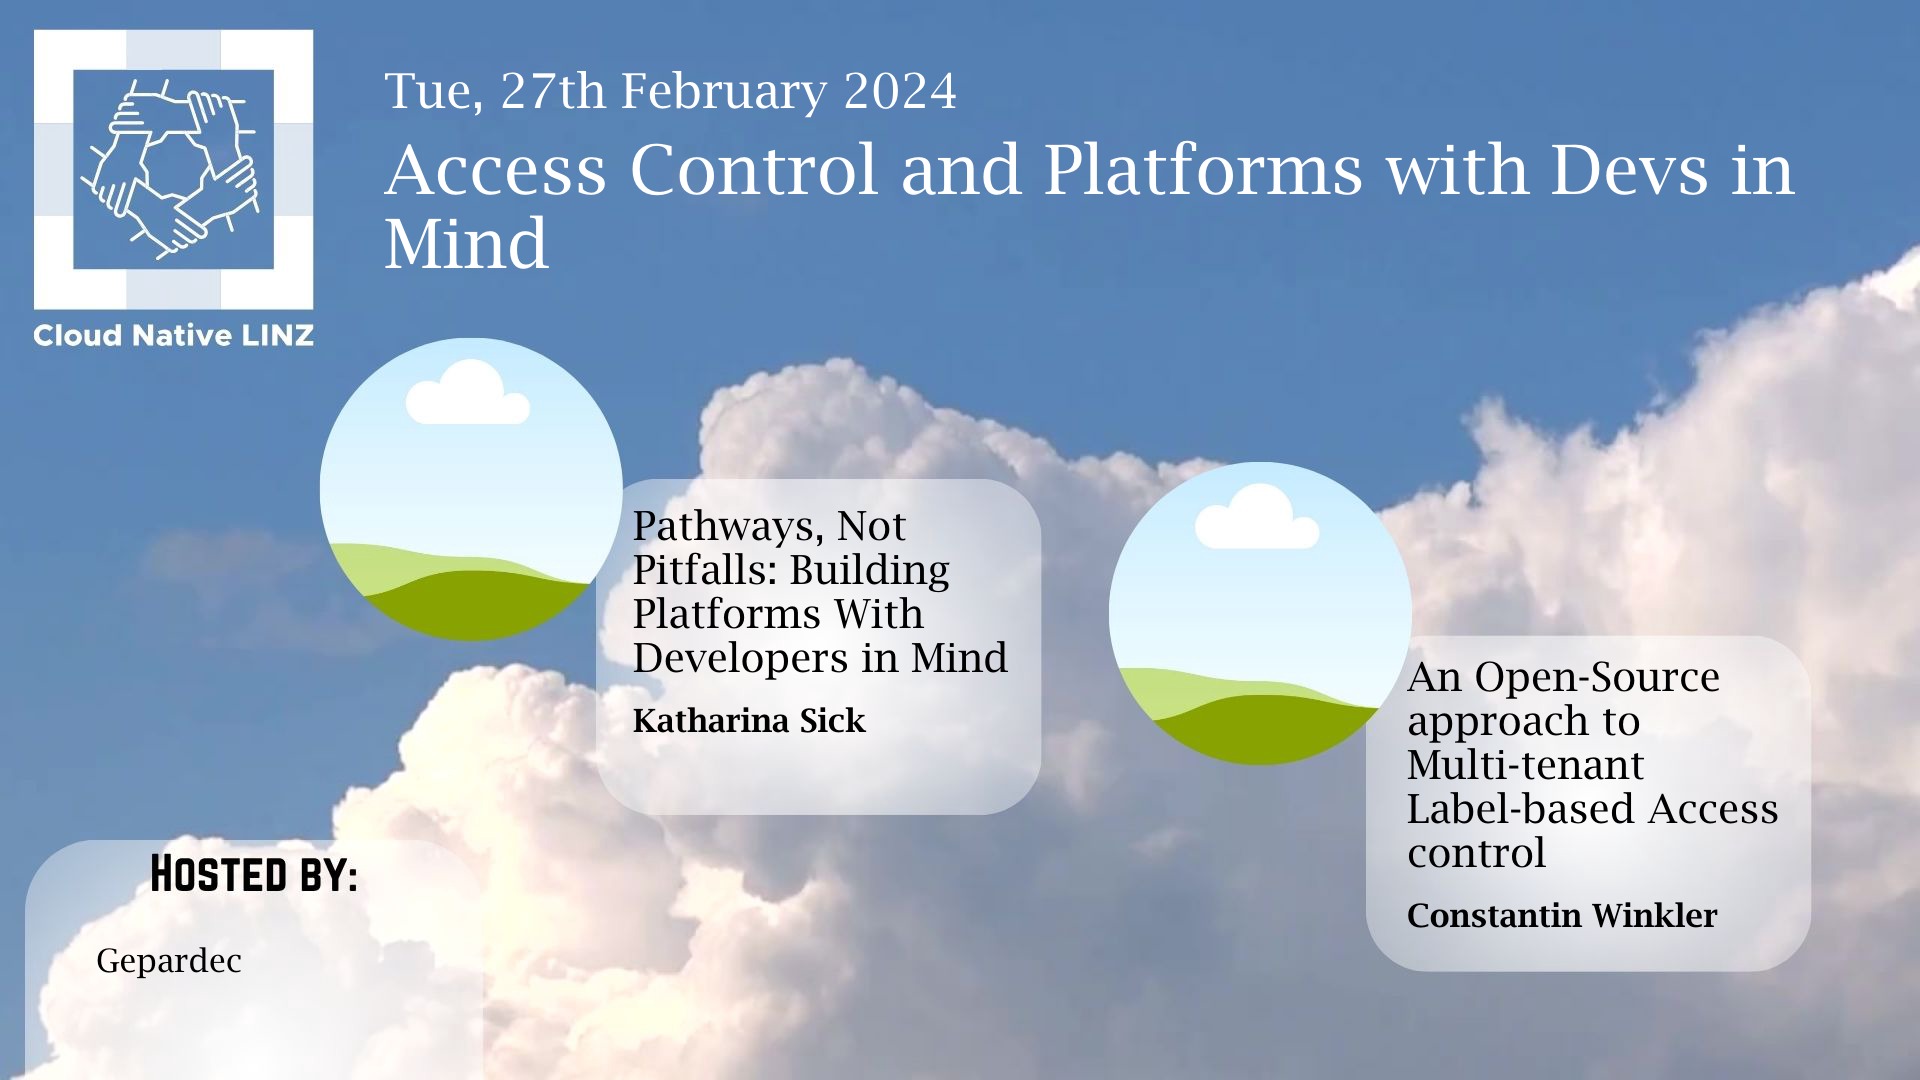 Tue, 27th February 2024
Access Control and Platforms with Devs in
Mind
Cloud Native LINZ
Pathways, Not
Pitfalls: Building
Platforms With
Developers in Mind
Katharina Sick
An Open-Source
approach to
Multi-tenant
Label-based Access
control
Constantin Winkler
HOSTED BY:
Gepardec